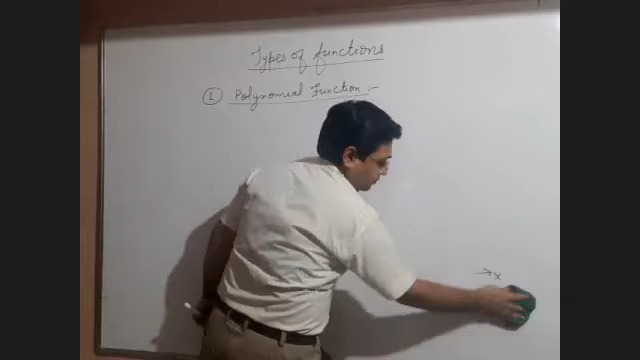 Types of functions
① Polynomial Function :-
→ x